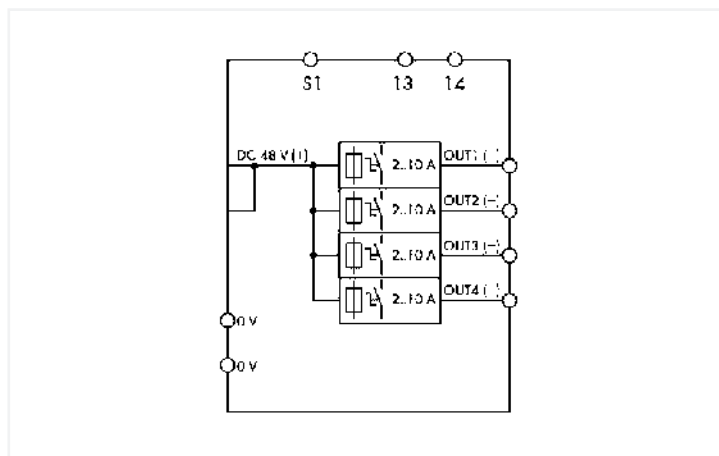 S1 13 14
DC 48 V (+)
2..10 A OUT1 (–)
2..10 A OUT2 (–)
2..10 A OUT3 (–)
2..10 A OUT4 (–)
0 V
0 V